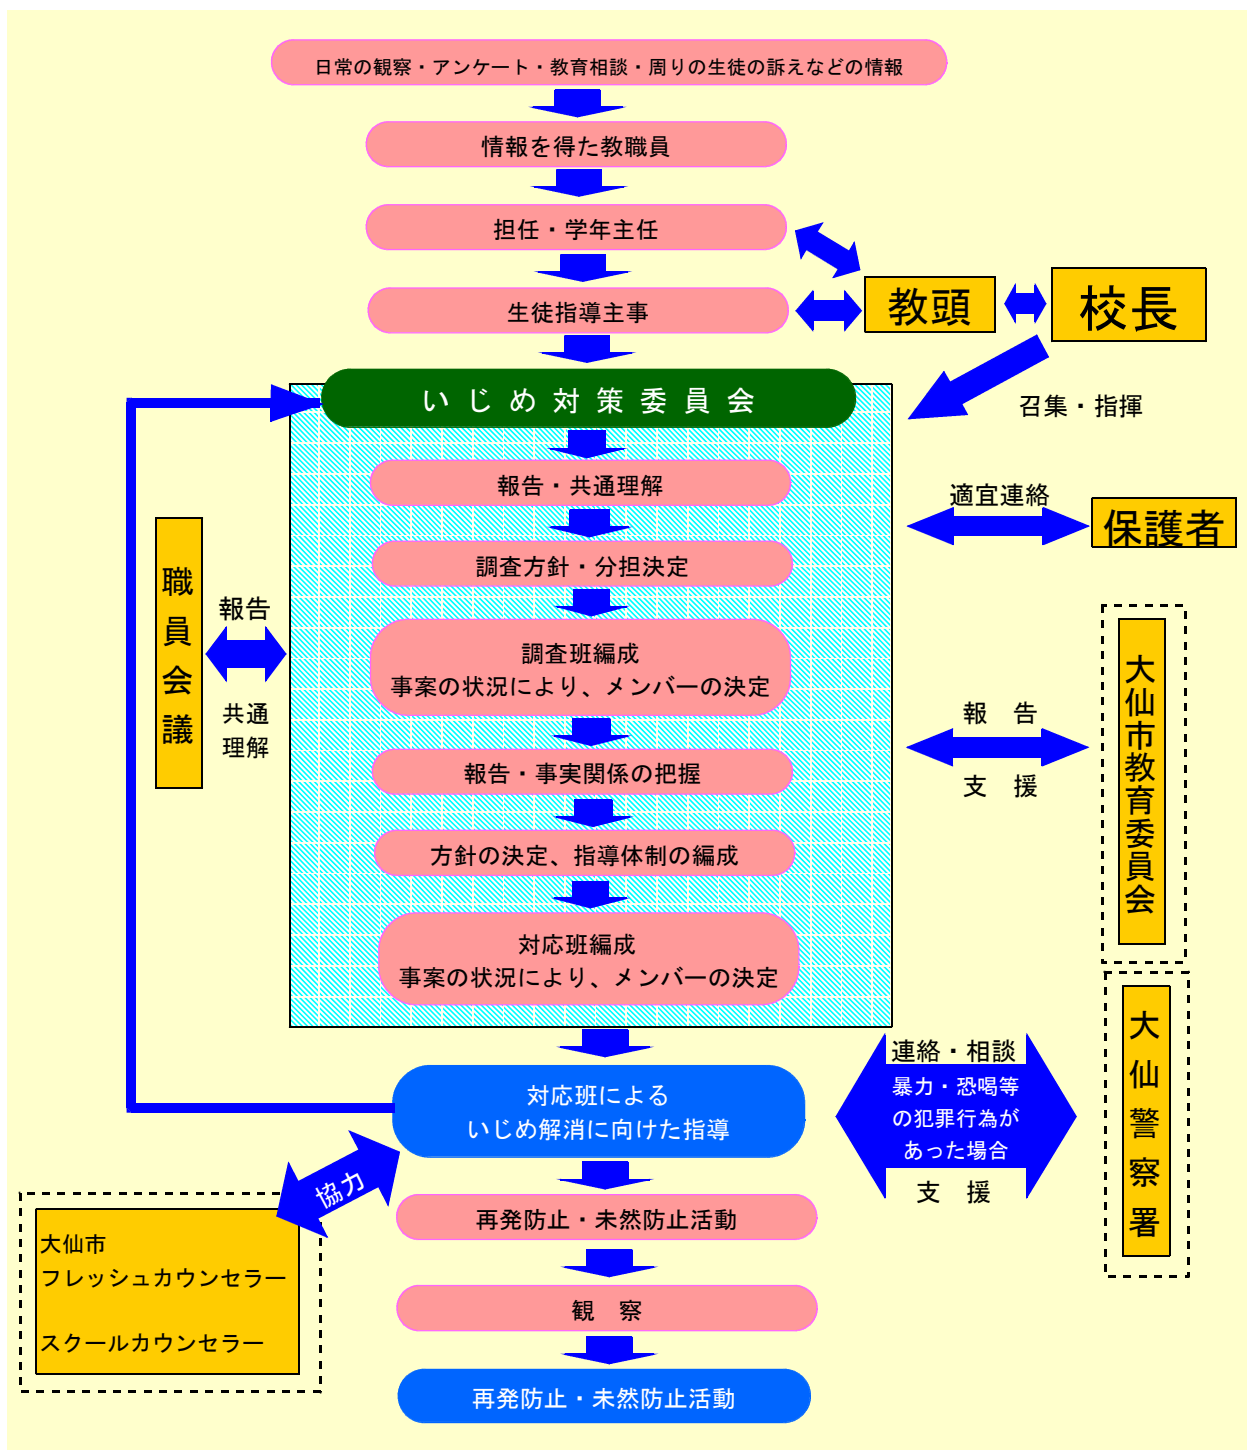 日常の観察・アンケート・教育相談・周りの生徒の訴えなどの情報
情報を得た教職員
担任・学年主任
生徒指導主事
教頭
校長
召集・指揮
いじめ対策委員会
報告・共通理解
調査方針・分担決定
調査班編成
事案の状況により、メンバーの決定
報告・事実関係の把握
方針の決定、指導体制の編成
対応班編成
事案の状況により、メンバーの決定
職員会議
報告
共通
理解
適宜連絡
保護者
報　告
支　援
大仙市教育委員会
連絡・相談
暴力・恐喝等
の犯罪行為が
あった場合
支　援
大仙警察署
対応班による
いじめ解消に向けた指導
協力
大仙市
フレッシュカウンセラー
スクールカウンセラー
再発防止・未然防止活動
観　察
再発防止・未然防止活動